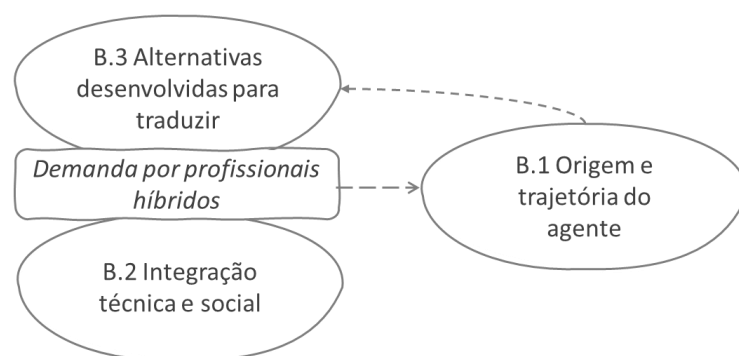 B.3 Alternativas
desenvolvidas para
traduzir
Demanda por profissionais
híbridos
B.2 Integração
técnica e social
B.1 Origem e
trajetória do
agente